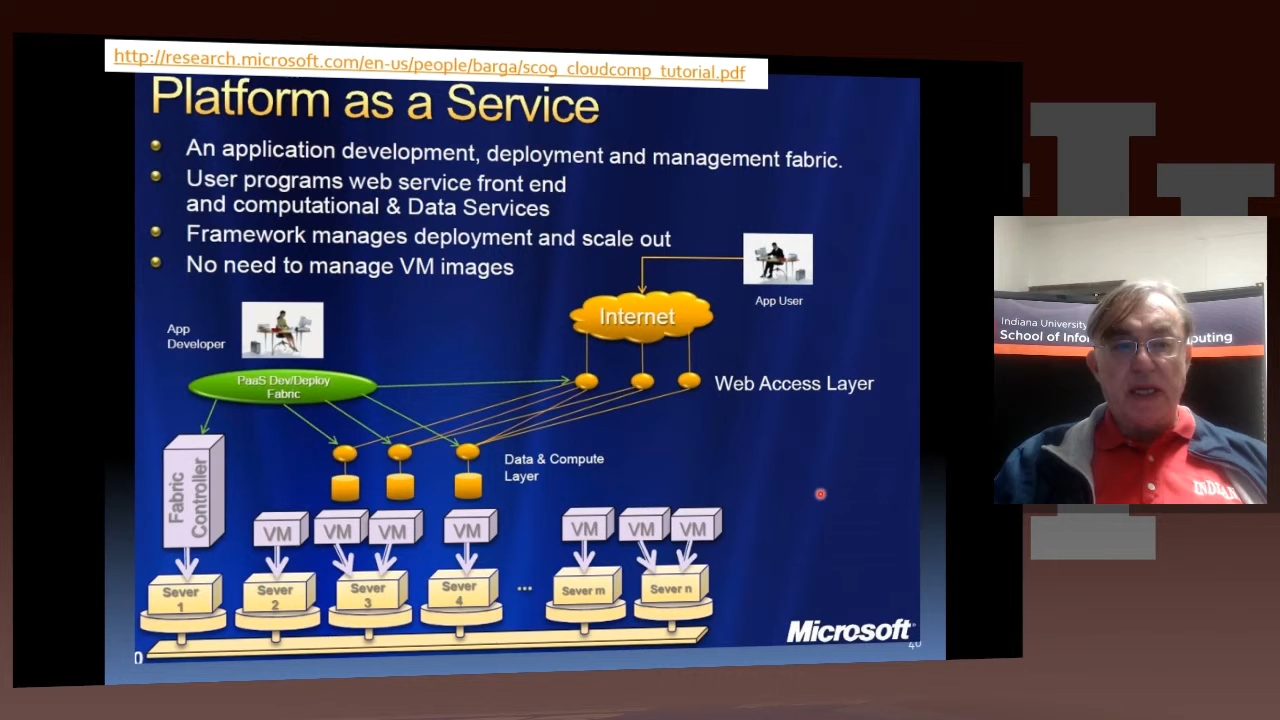 http://research.microsoft.com/en-us/people/barga/sc09_cloudcomp_tutorial.pdf
Platform as a Service
An application development, deployment and management fabric.
User programs web service front end
and computational & Data Services
Framework manages deployment and scale out
No need to manage VM images
App User
Internet
App
Developer
PaaS Dev/Deploy
Fabric
Web Access Layer
Data & Compute
Layer
Fabric
Controller
VM
VM
VM
VM
VM
VM
VM
Sever
1
Sever
2
Sever
3
Sever
4
...
Sever m
Sever n
Microsoft
40
0
Indiana University
School of Info
puting
INDIAN